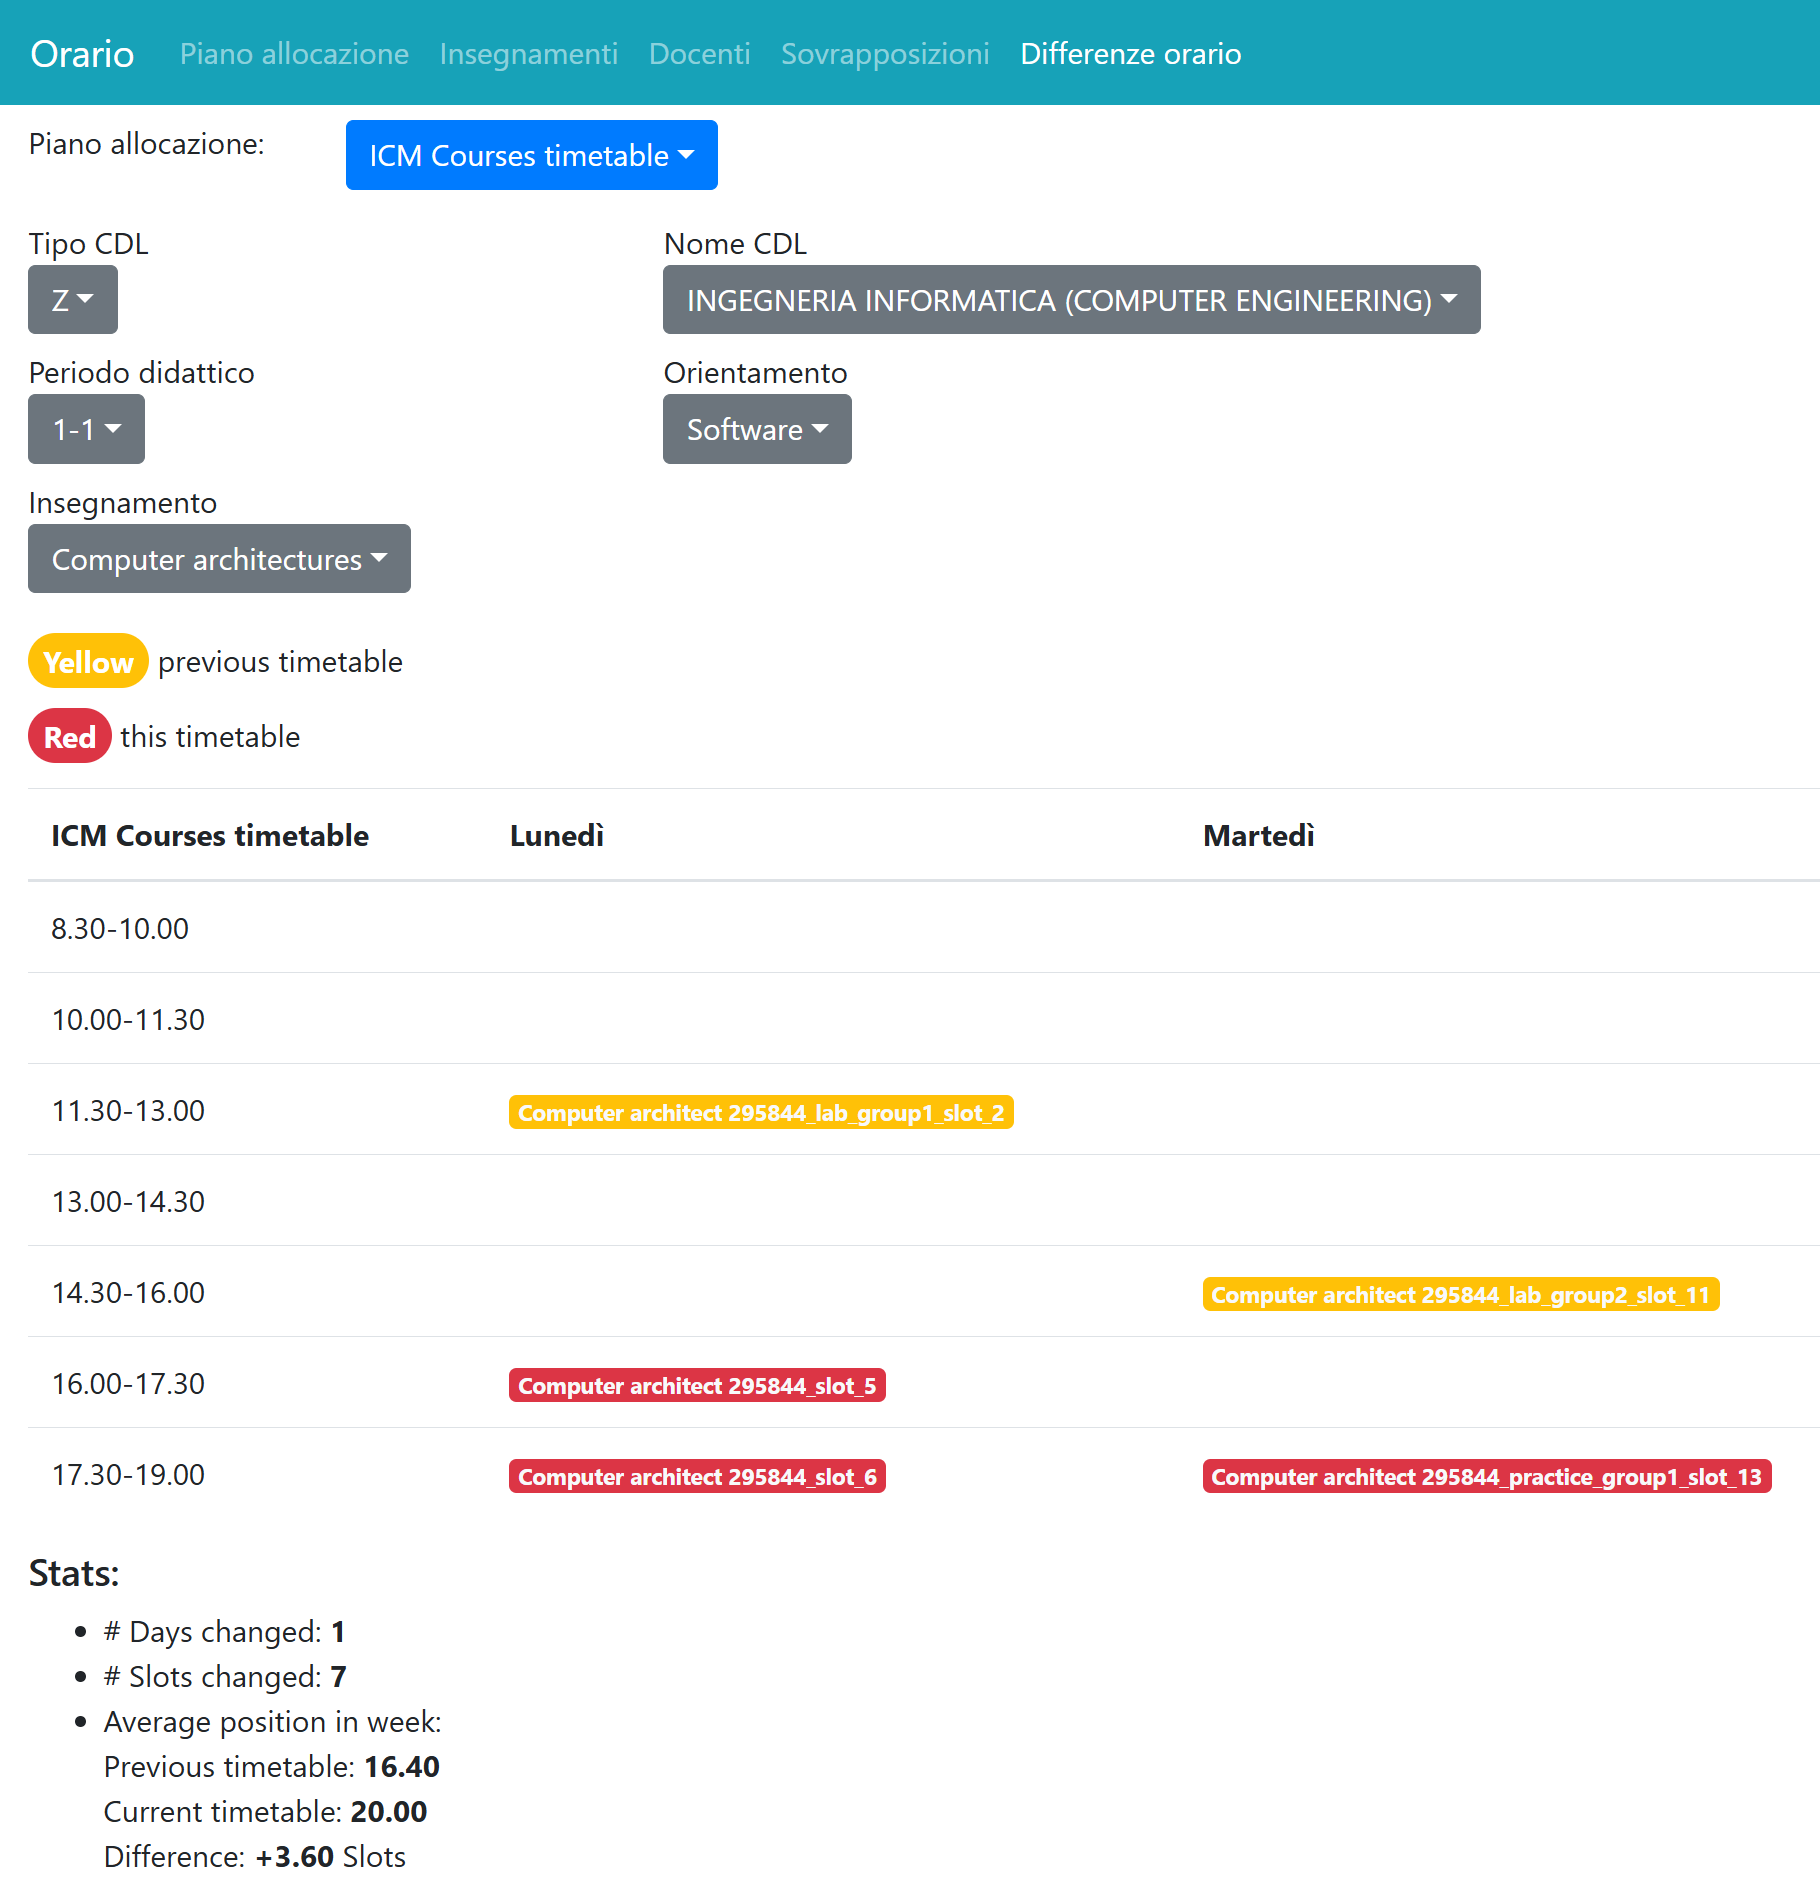 Orario Piano allocazione Insegnamenti Docenti Sovrapposizioni Differenze orario
Piano allocazione: ICM Courses timetable
Tipo CDL Nome CDL
Z INGEGNERIA INFORMATICA (COMPUTER ENGINEERING)
Periodo didattico Orientamento
1-1 Software
Insegnamento
Computer architectures
Yellow previous timetable
Red this timetable
ICM Courses timetable Lunedì Martedì
8.30-10.00
10.00-11.30
11.30-13.00 Computer architect 295844_lab_group1_slot_2
13.00-14.30
14.30-16.00 Computer architect 295844_lab_group2_slot_11
16.00-17.30 Computer architect 295844_slot_5
17.30-19.00 Computer architect 295844_slot_6 Computer architect 295844_practice_group1_slot_13
Stats:
• # Days changed: 1
• # Slots changed: 7
• Average position in week:
Previous timetable: 16.40
Current timetable: 20.00
Difference: +3.60 Slots